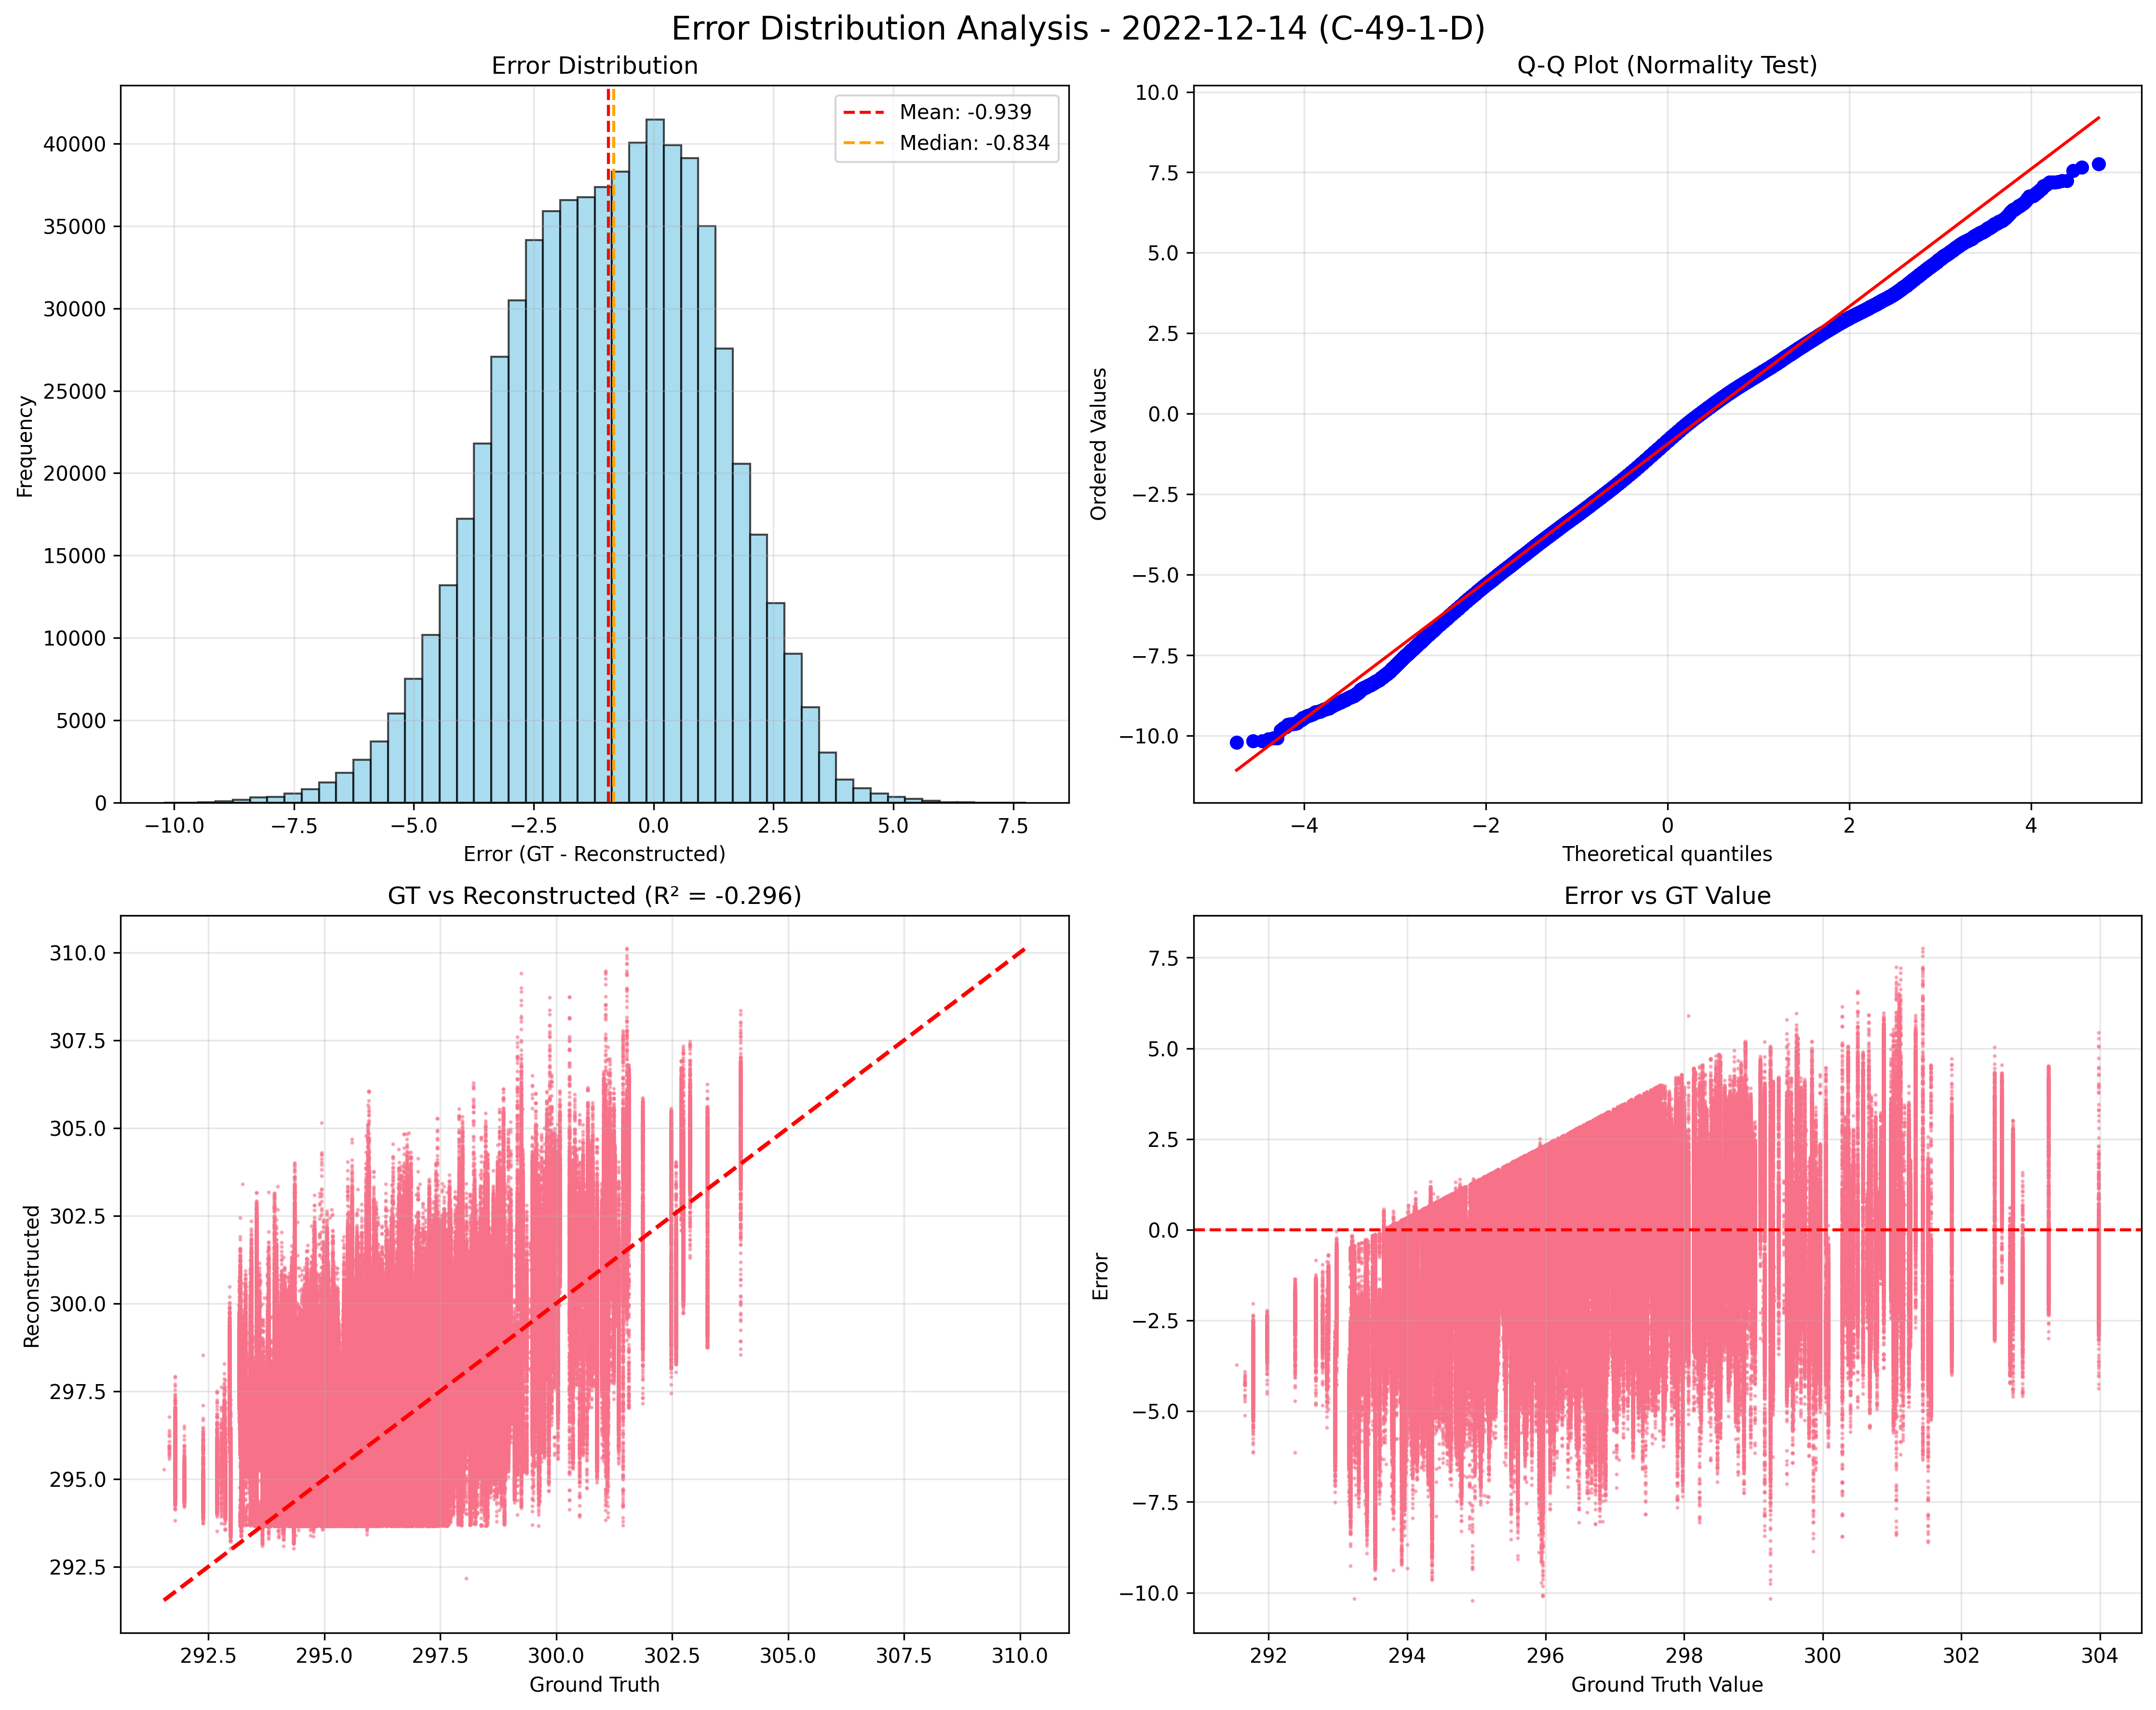 Error Distribution Analysis - 2022-12-14 (C-49-1-D)
Error Distribution
Mean: -0.939
Median: -0.834
40000
35000
30000
25000
20000
15000
10000
5000
0
Frequency
−10.0 −7.5 −5.0 −2.5 0.0 2.5 5.0 7.5
Error (GT - Reconstructed)
Q-Q Plot (Normality Test)
10.0
7.5
5.0
2.5
0.0
−2.5
−5.0
−7.5
−10.0
Ordered Values
−4 −2 0 2 4
Theoretical quantiles
GT vs Reconstructed (R² = -0.296)
310.0
307.5
305.0
302.5
300.0
297.5
295.0
292.5
Reconstructed
292.5 295.0 297.5 300.0 302.5 305.0 307.5 310.0
Ground Truth
Error vs GT Value
7.5
5.0
2.5
0.0
−2.5
−5.0
−7.5
−10.0
Error
292 294 296 298 300 302 304
Ground Truth Value